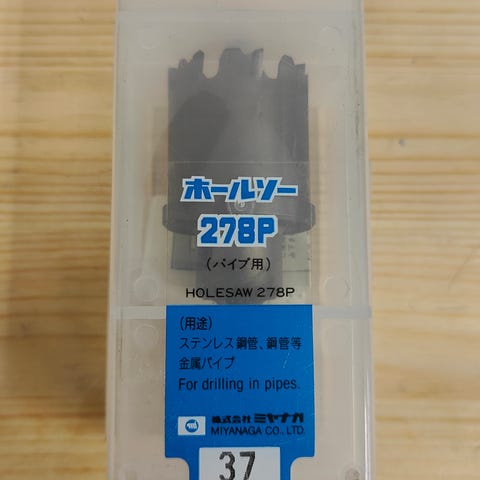 ホールソー
278P
(パイプ用)
HOLESAW 278P
(用途)
ステンレス鋼管、鋼管等
金属パイプ
For drilling in pipes.
株式会社 ミヤナガ
MIYANAGA CO., LTD.
37